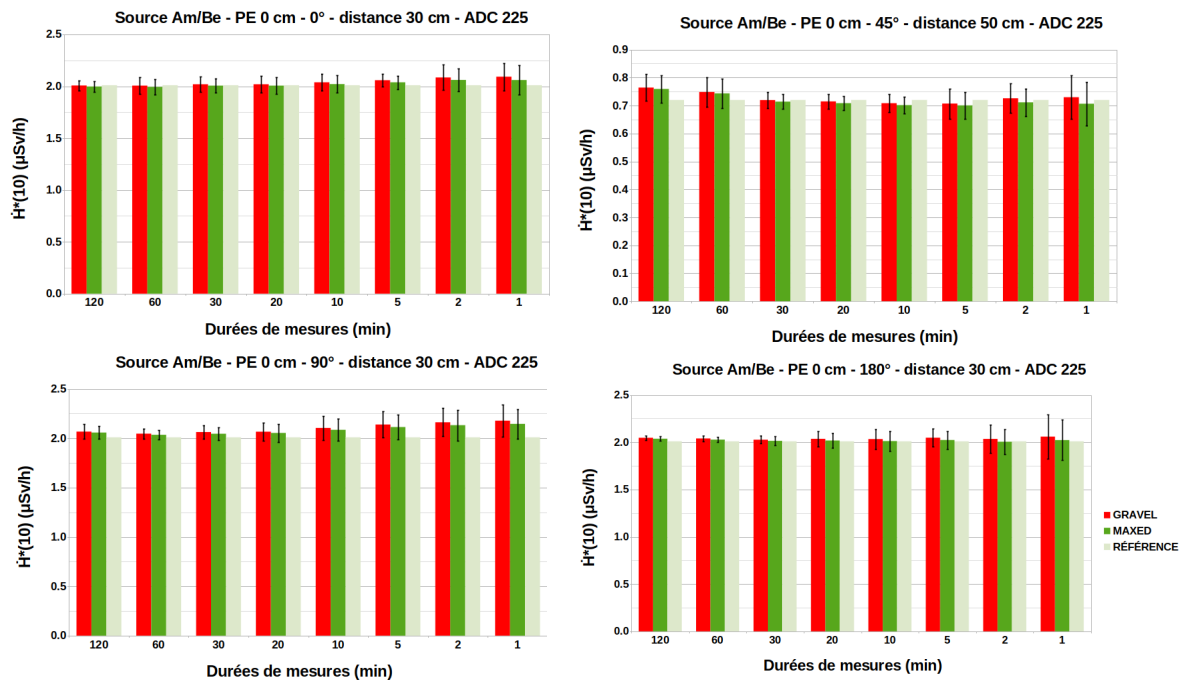 Source Am/Be - PE 0 cm - 0° - distance 30 cm - ADC 225
2.5
2.0
1.5
1.0
0.5
0.0
Ḣ*(10) (µSv/h)
120 60 30 20 10 5 2 1
Durées de mesures (min)
Source Am/Be - PE 0 cm - 45° - distance 50 cm - ADC 225
0.9
0.8
0.7
0.6
0.5
0.4
0.3
0.2
0.1
0.0
Ḣ*(10) (µSv/h)
120 60 30 20 10 5 2 1
Durées de mesures (min)
Source Am/Be - PE 0 cm - 90° - distance 30 cm - ADC 225
2.5
2.0
1.5
1.0
0.5
0.0
Ḣ*(10) (µSv/h)
120 60 30 20 10 5 2 1
Durées de mesures (min)
Source Am/Be - PE 0 cm - 180° - distance 30 cm - ADC 225
2.5
2.0
1.5
1.0
0.5
0.0
Ḣ*(10) (µSv/h)
120 60 30 20 10 5 2 1
Durées de mesures (min)
GRAVEL
MAXED
RÉFÉRENCE